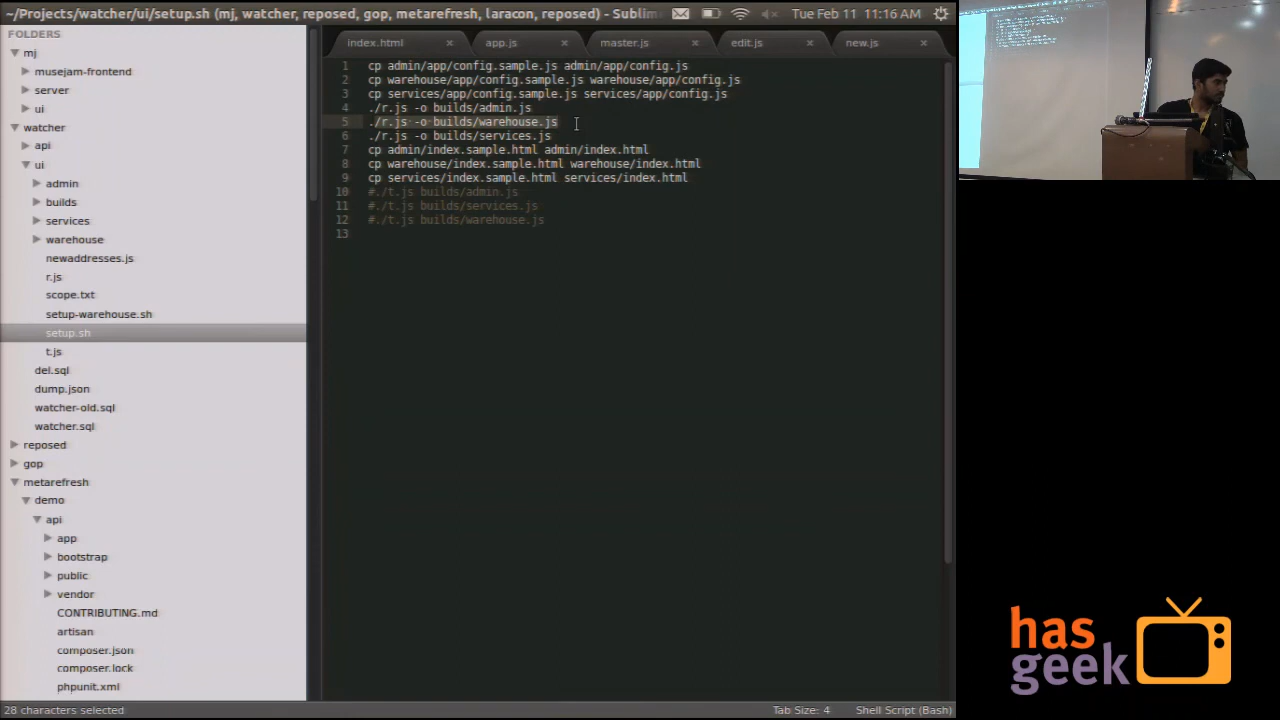 ~/Projects/watcher/ui/setup.sh (mj, watcher, reposed, gop, metarefresh, laracon, reposed) - Sublim
Tue Feb 11 11:16 AM
FOLDERS
mj
musejam-frontend
server
ui
watcher
api
ui
admin
builds
services
warehouse
newaddresses.js
r.js
scope.txt
setup-warehouse.sh
setup.sh
t.js
del.sql
dump.json
watcher-old.sql
watcher.sql
reposed
gop
metarefresh
demo
api
app
bootstrap
public
vendor
CONTRIBUTING.md
artisan
composer.json
composer.lock
phpunit.xml
index.html × app.js × master.js × edit.js × new.js ×
1 cp admin/app/config.sample.js admin/app/config.js
2 cp warehouse/app/config.sample.js warehouse/app/config.js
3 cp services/app/config.sample.js services/app/config.js
4 ./r.js -o builds/admin.js
5 ./r.js -o builds/warehouse.js
6 ./r.js -o builds/services.js
7 cp admin/index.sample.html admin/index.html
8 cp warehouse/index.sample.html warehouse/index.html
9 cp services/index.sample.html services/index.html
10 #./t.js builds/admin.js
11 #./t.js builds/services.js
12 #./t.js builds/warehouse.js
13
28 characters selected
Tab Size: 4
Shell Script (Bash)
has
geek